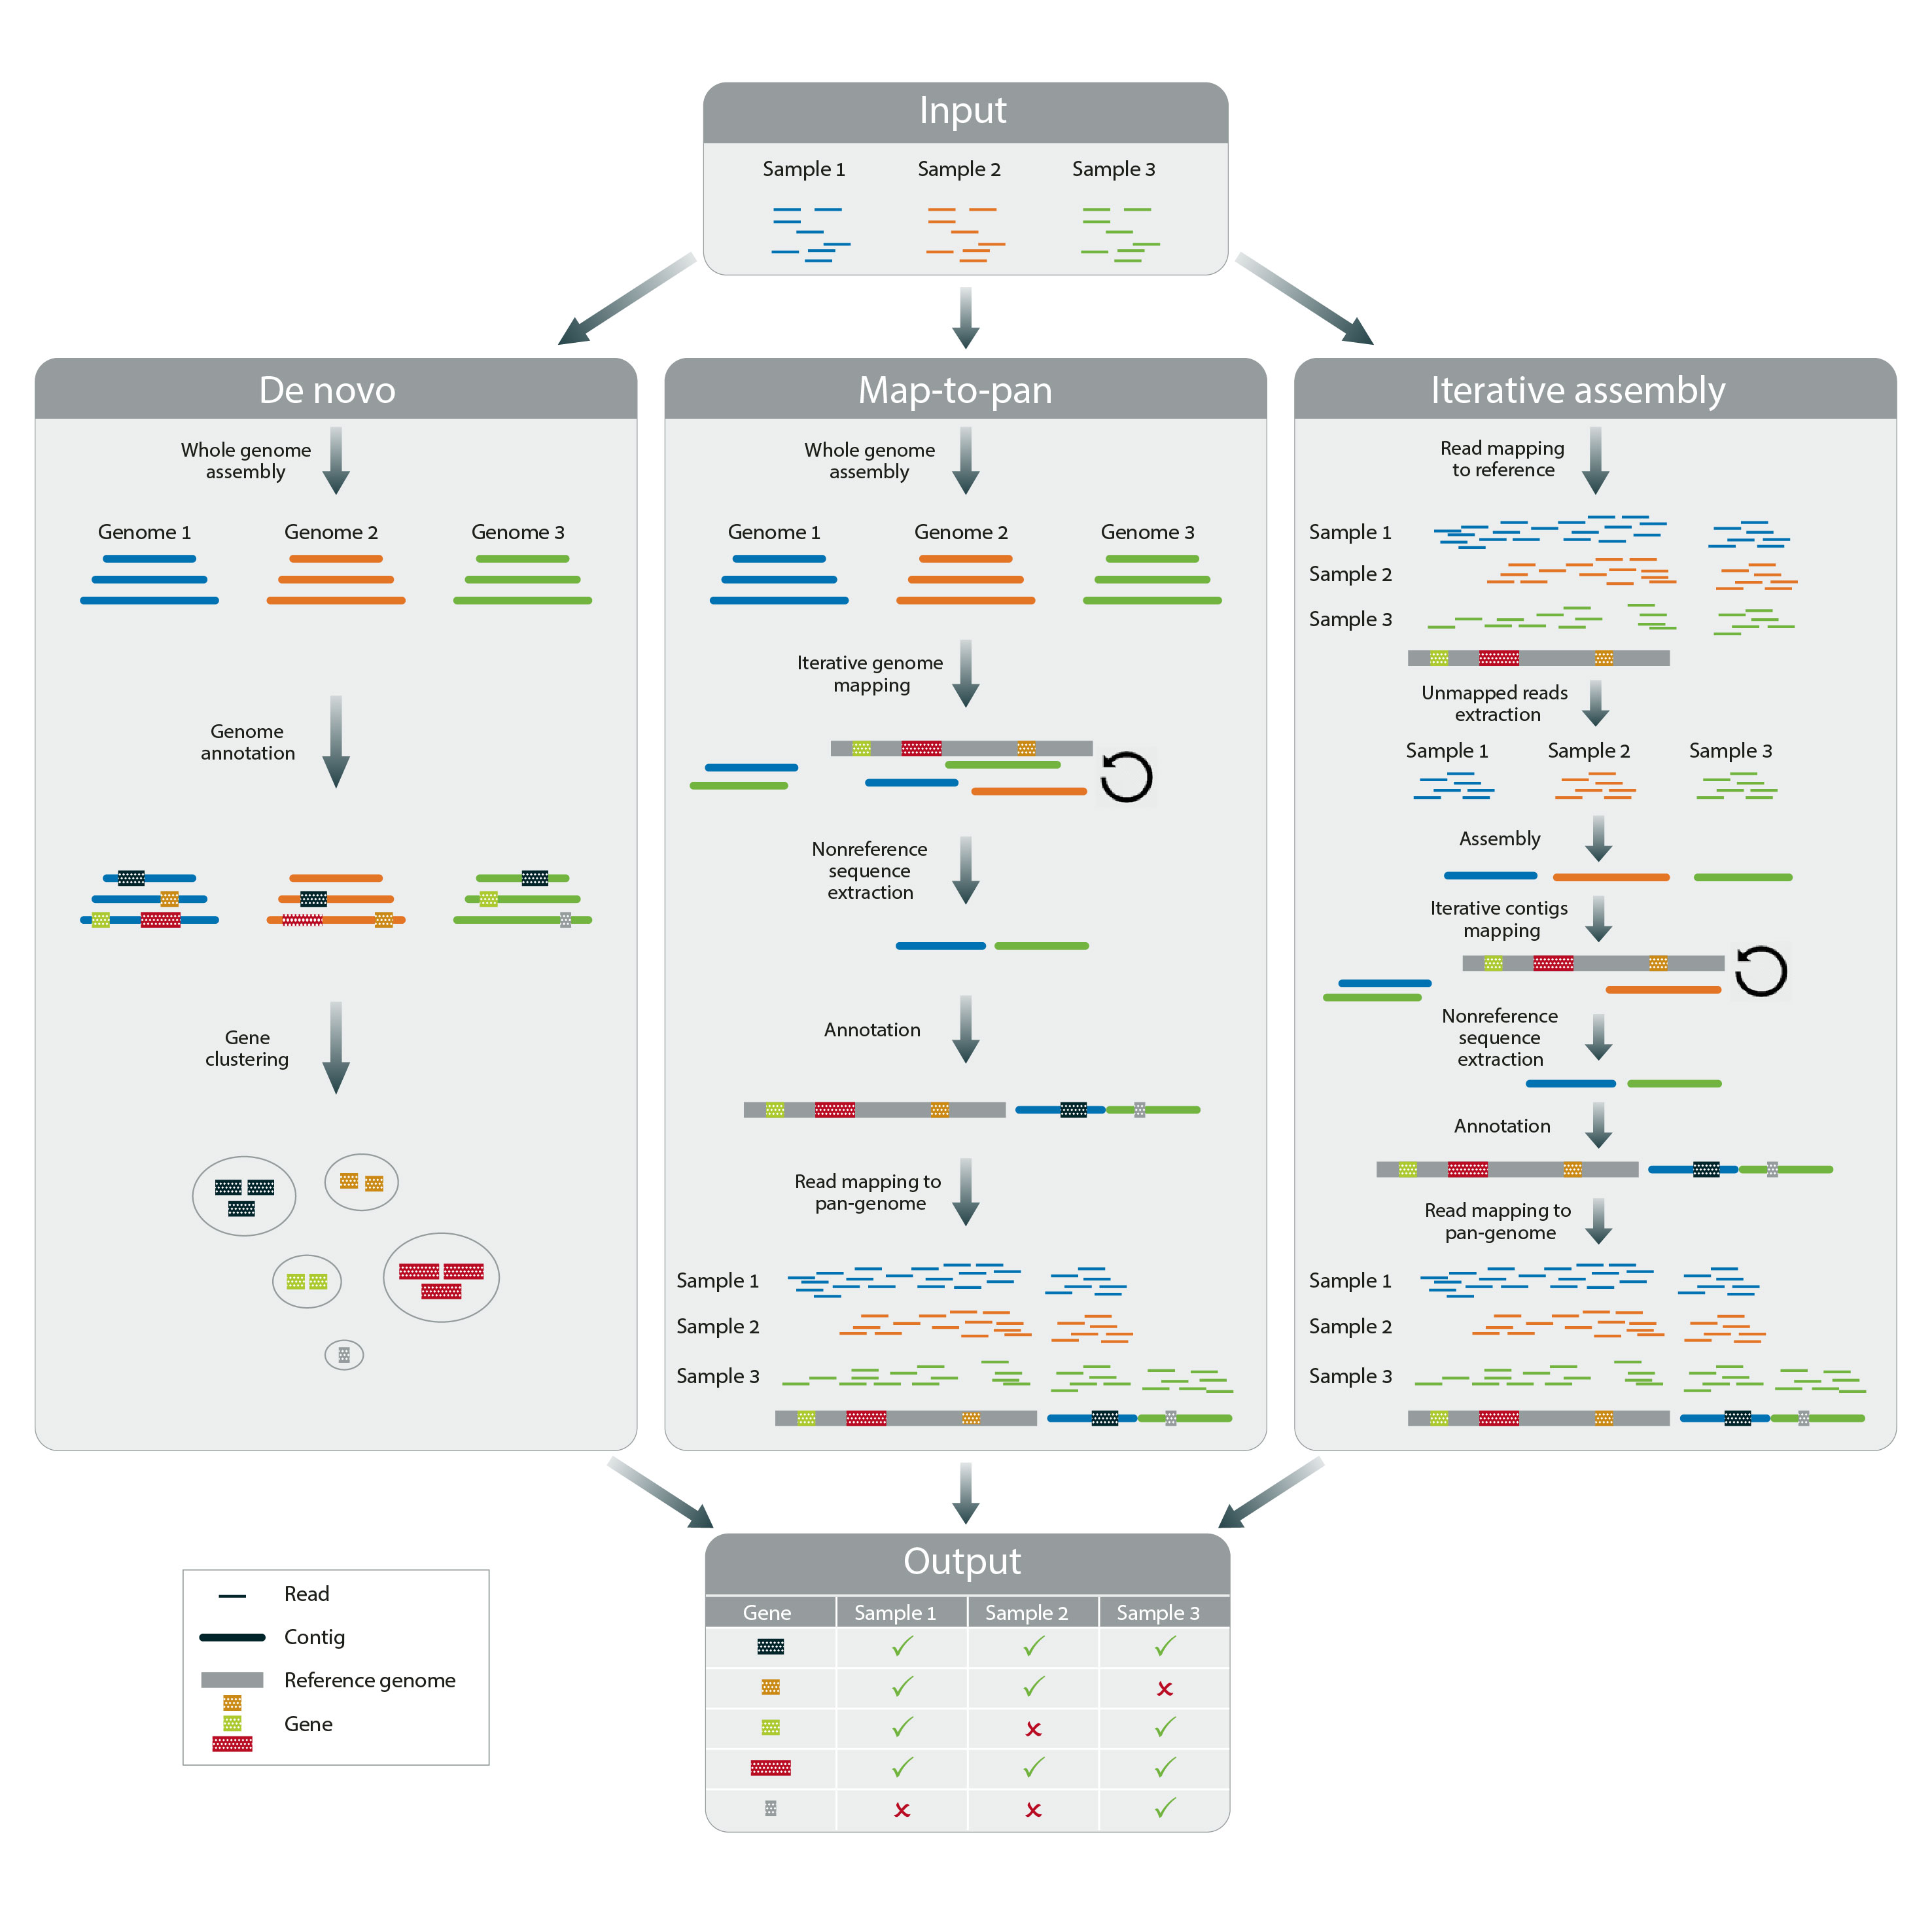 Input
Sample 1 Sample 2 Sample 3
De novo
Whole genome
assembly
Genome 1 Genome 2 Genome 3
Genome
annotation
Gene
clustering
Map-to-pan
Whole genome
assembly
Genome 1 Genome 2 Genome 3
Iterative genome
mapping
Nonreference
sequence
extraction
Annotation
Read mapping to
pan-genome
Sample 1
Sample 2
Sample 3
Iterative assembly
Read mapping
to reference
Sample 1
Sample 2
Sample 3
Unmapped reads
extraction
Sample 1 Sample 2 Sample 3
Assembly
Iterative contigs
mapping
Nonreference
sequence
extraction
Annotation
Read mapping to
pan-genome
Sample 1
Sample 2
Sample 3
Read
Contig
Reference genome
Gene
Output
Gene Sample 1 Sample 2 Sample 3